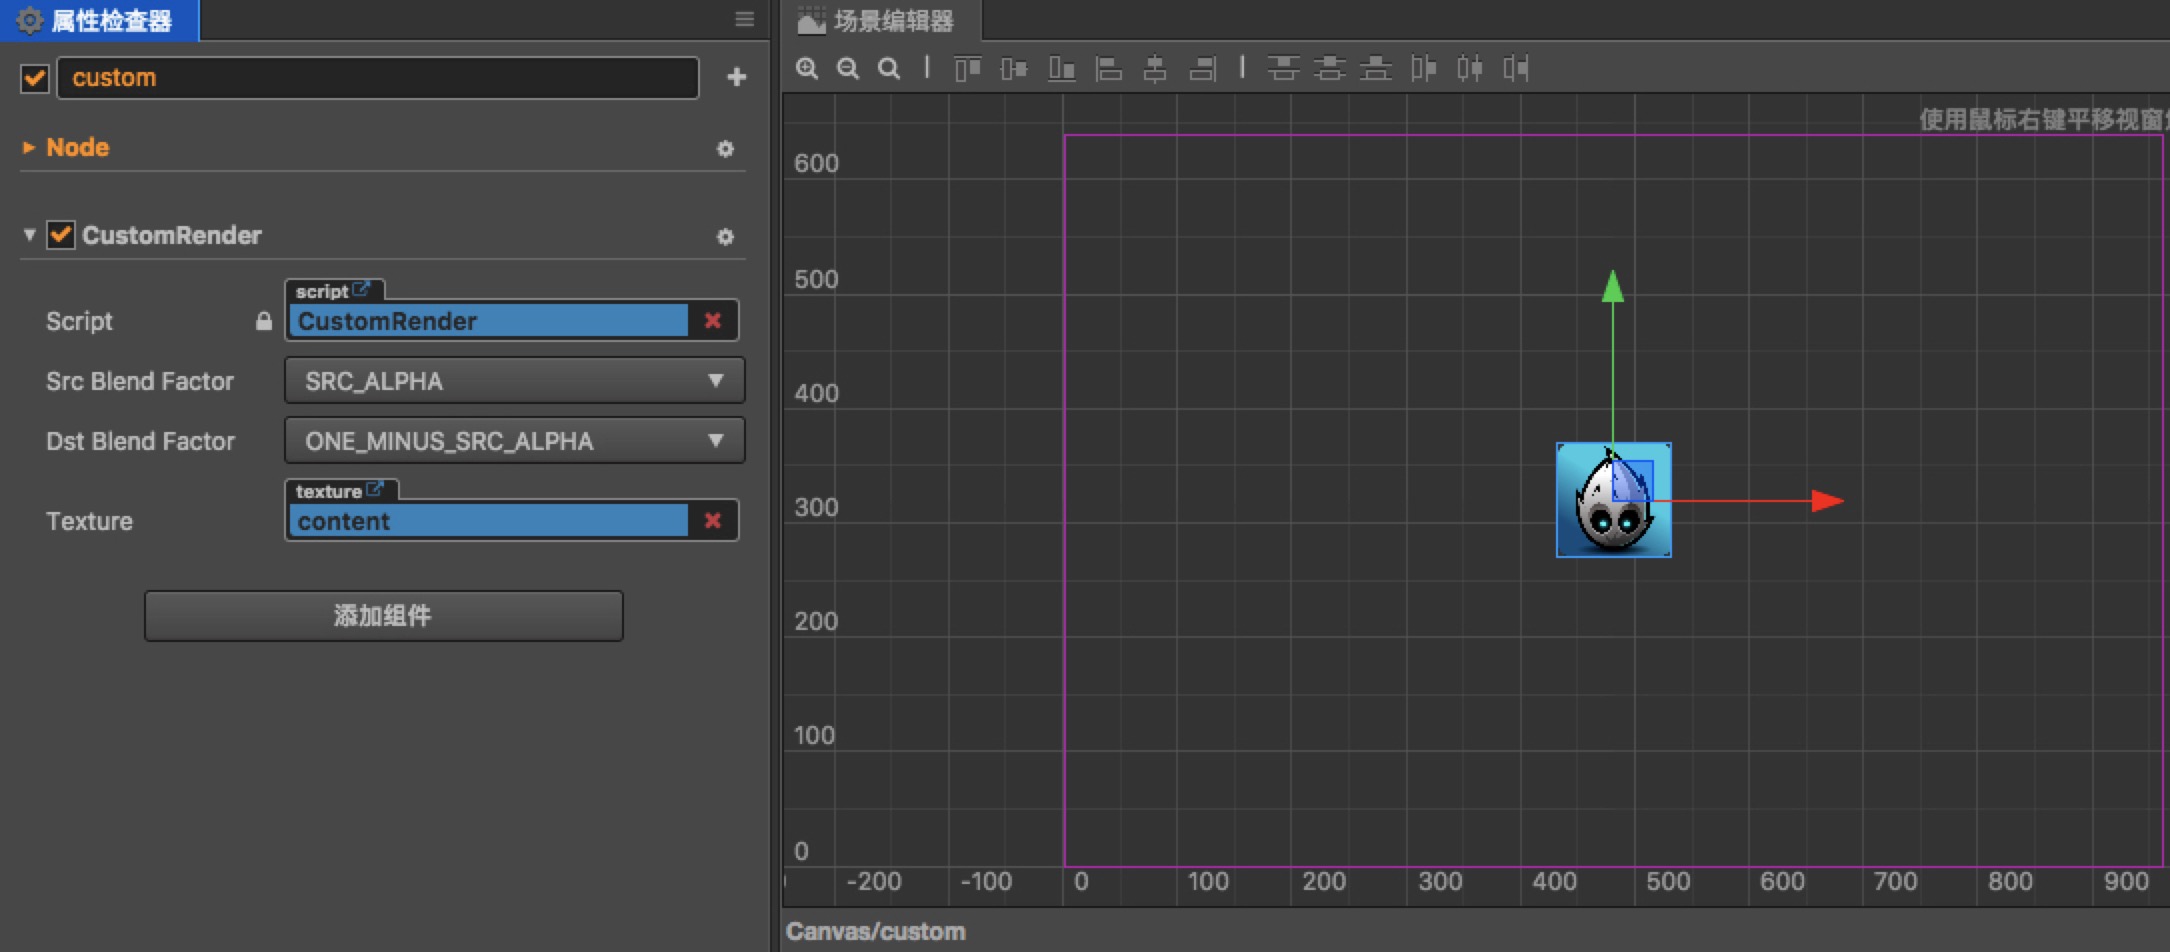 属性检查器
custom
Node
CustomRender
script
Script
CustomRender
Src Blend Factor
SRC_ALPHA
Dst Blend Factor
ONE_MINUS_SRC_ALPHA
texture
Texture
content
添加组件
场景编辑器
使用鼠标右键平移视窗
600
500
400
300
200
100
0
-200 -100 0 100 200 300 400 500 600 700 800 900
Canvas/custom